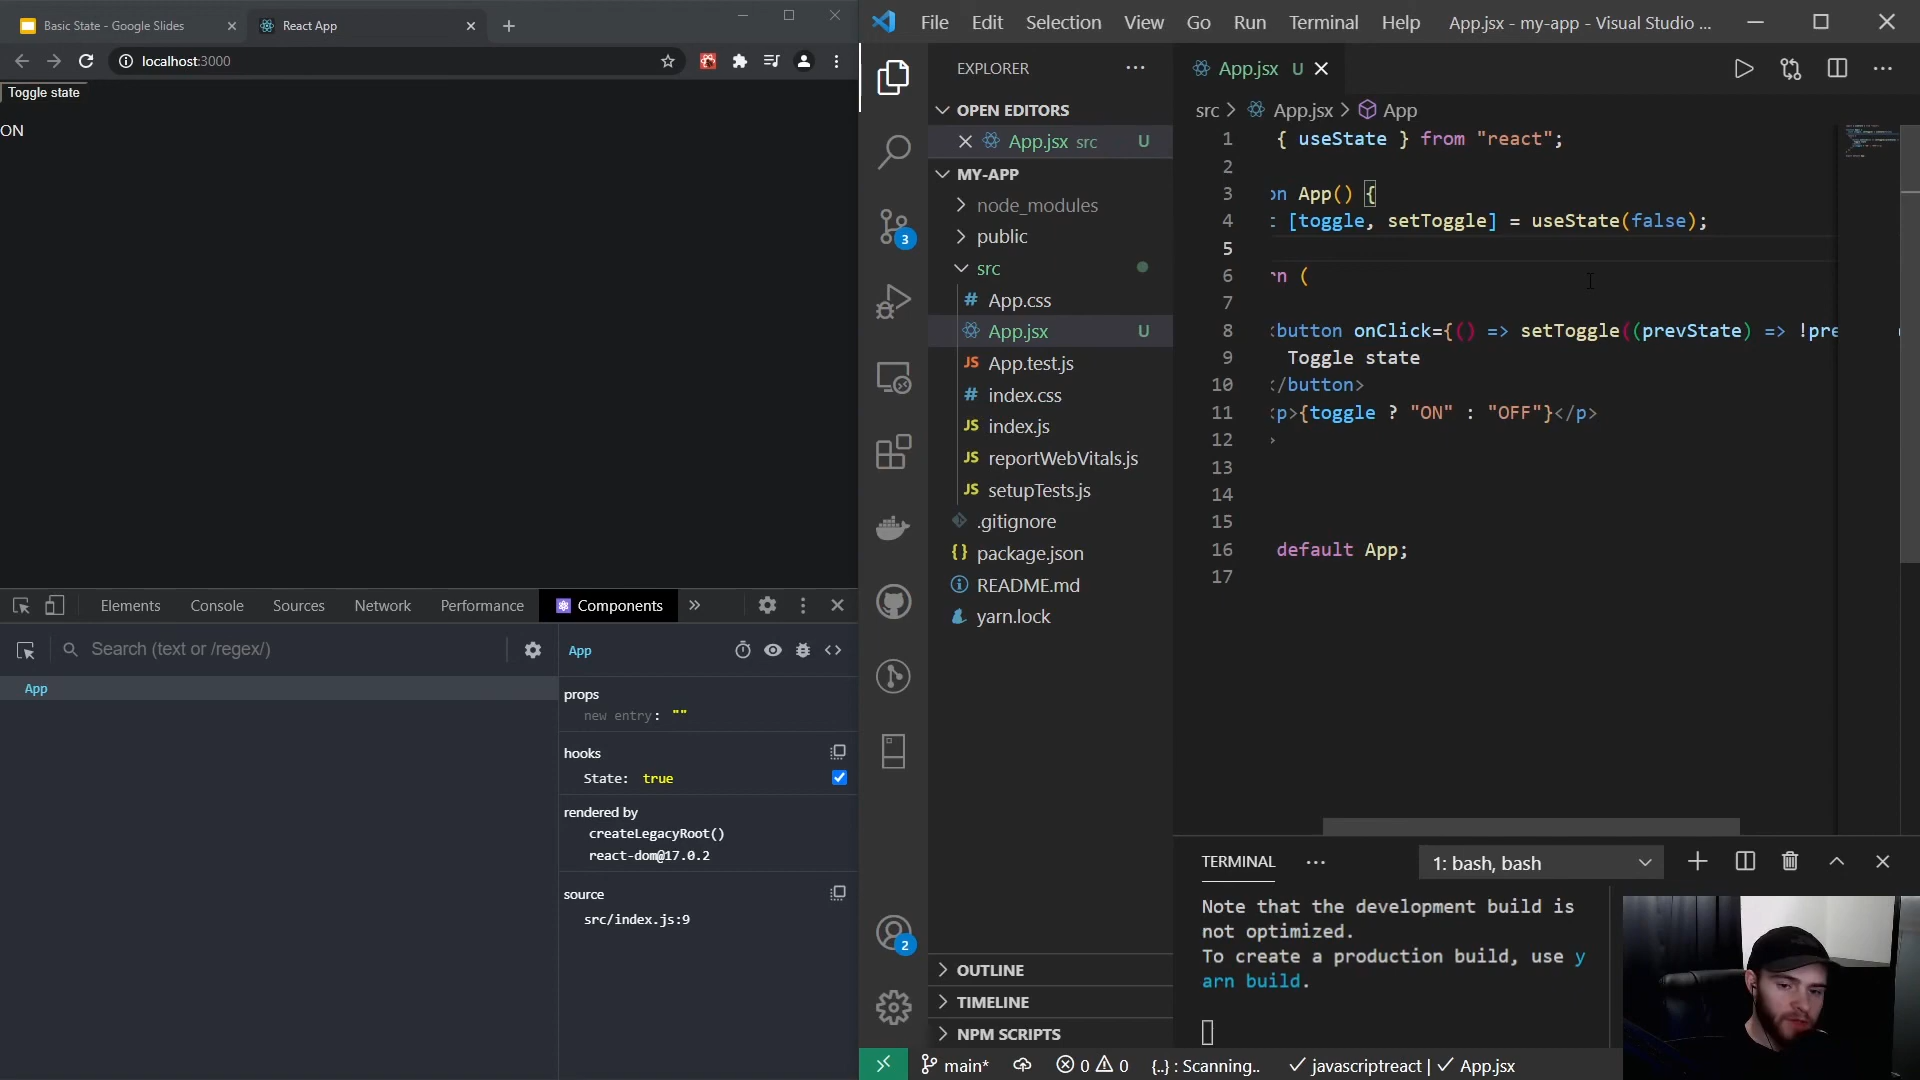 Basic State - Google Slides
React App
localhost:3000
Toggle state
ON
Elements
Console
Sources
Network
Performance
Components
Search (text or /regex/)
App
App
props
new entry: ""
hooks
State: true
rendered by
createLegacyRoot()
react-dom@17.0.2
source
src/index.js:9
File Edit Selection View Go Run Terminal Help
App.jsx - my-app - Visual Studio ...
EXPLORER
OPEN EDITORS
App.jsx src U
MY-APP
node_modules
public
src
App.css
App.jsx U
App.test.js
index.css
index.js
reportWebVitals.js
setupTests.js
.gitignore
package.json
README.md
yarn.lock
OUTLINE
TIMELINE
NPM SCRIPTS
3
2
App.jsx U
src > App.jsx > App
1 { useState } from "react";
2
3 on App() {
4 t [toggle, setToggle] = useState(false);
5
6 rn (
7
8 <button onClick={() => setToggle((prevState) => !pre
9 Toggle state
10 </button>
11 <p>{toggle ? "ON" : "OFF"}</p>
12 >
13
14
15
16 default App;
17
TERMINAL
1: bash, bash
Note that the development build is
not optimized.
To create a production build, use y
arn build.
main*
0 0
{..} : Scanning..
javascriptreact | ✓ App.jsx